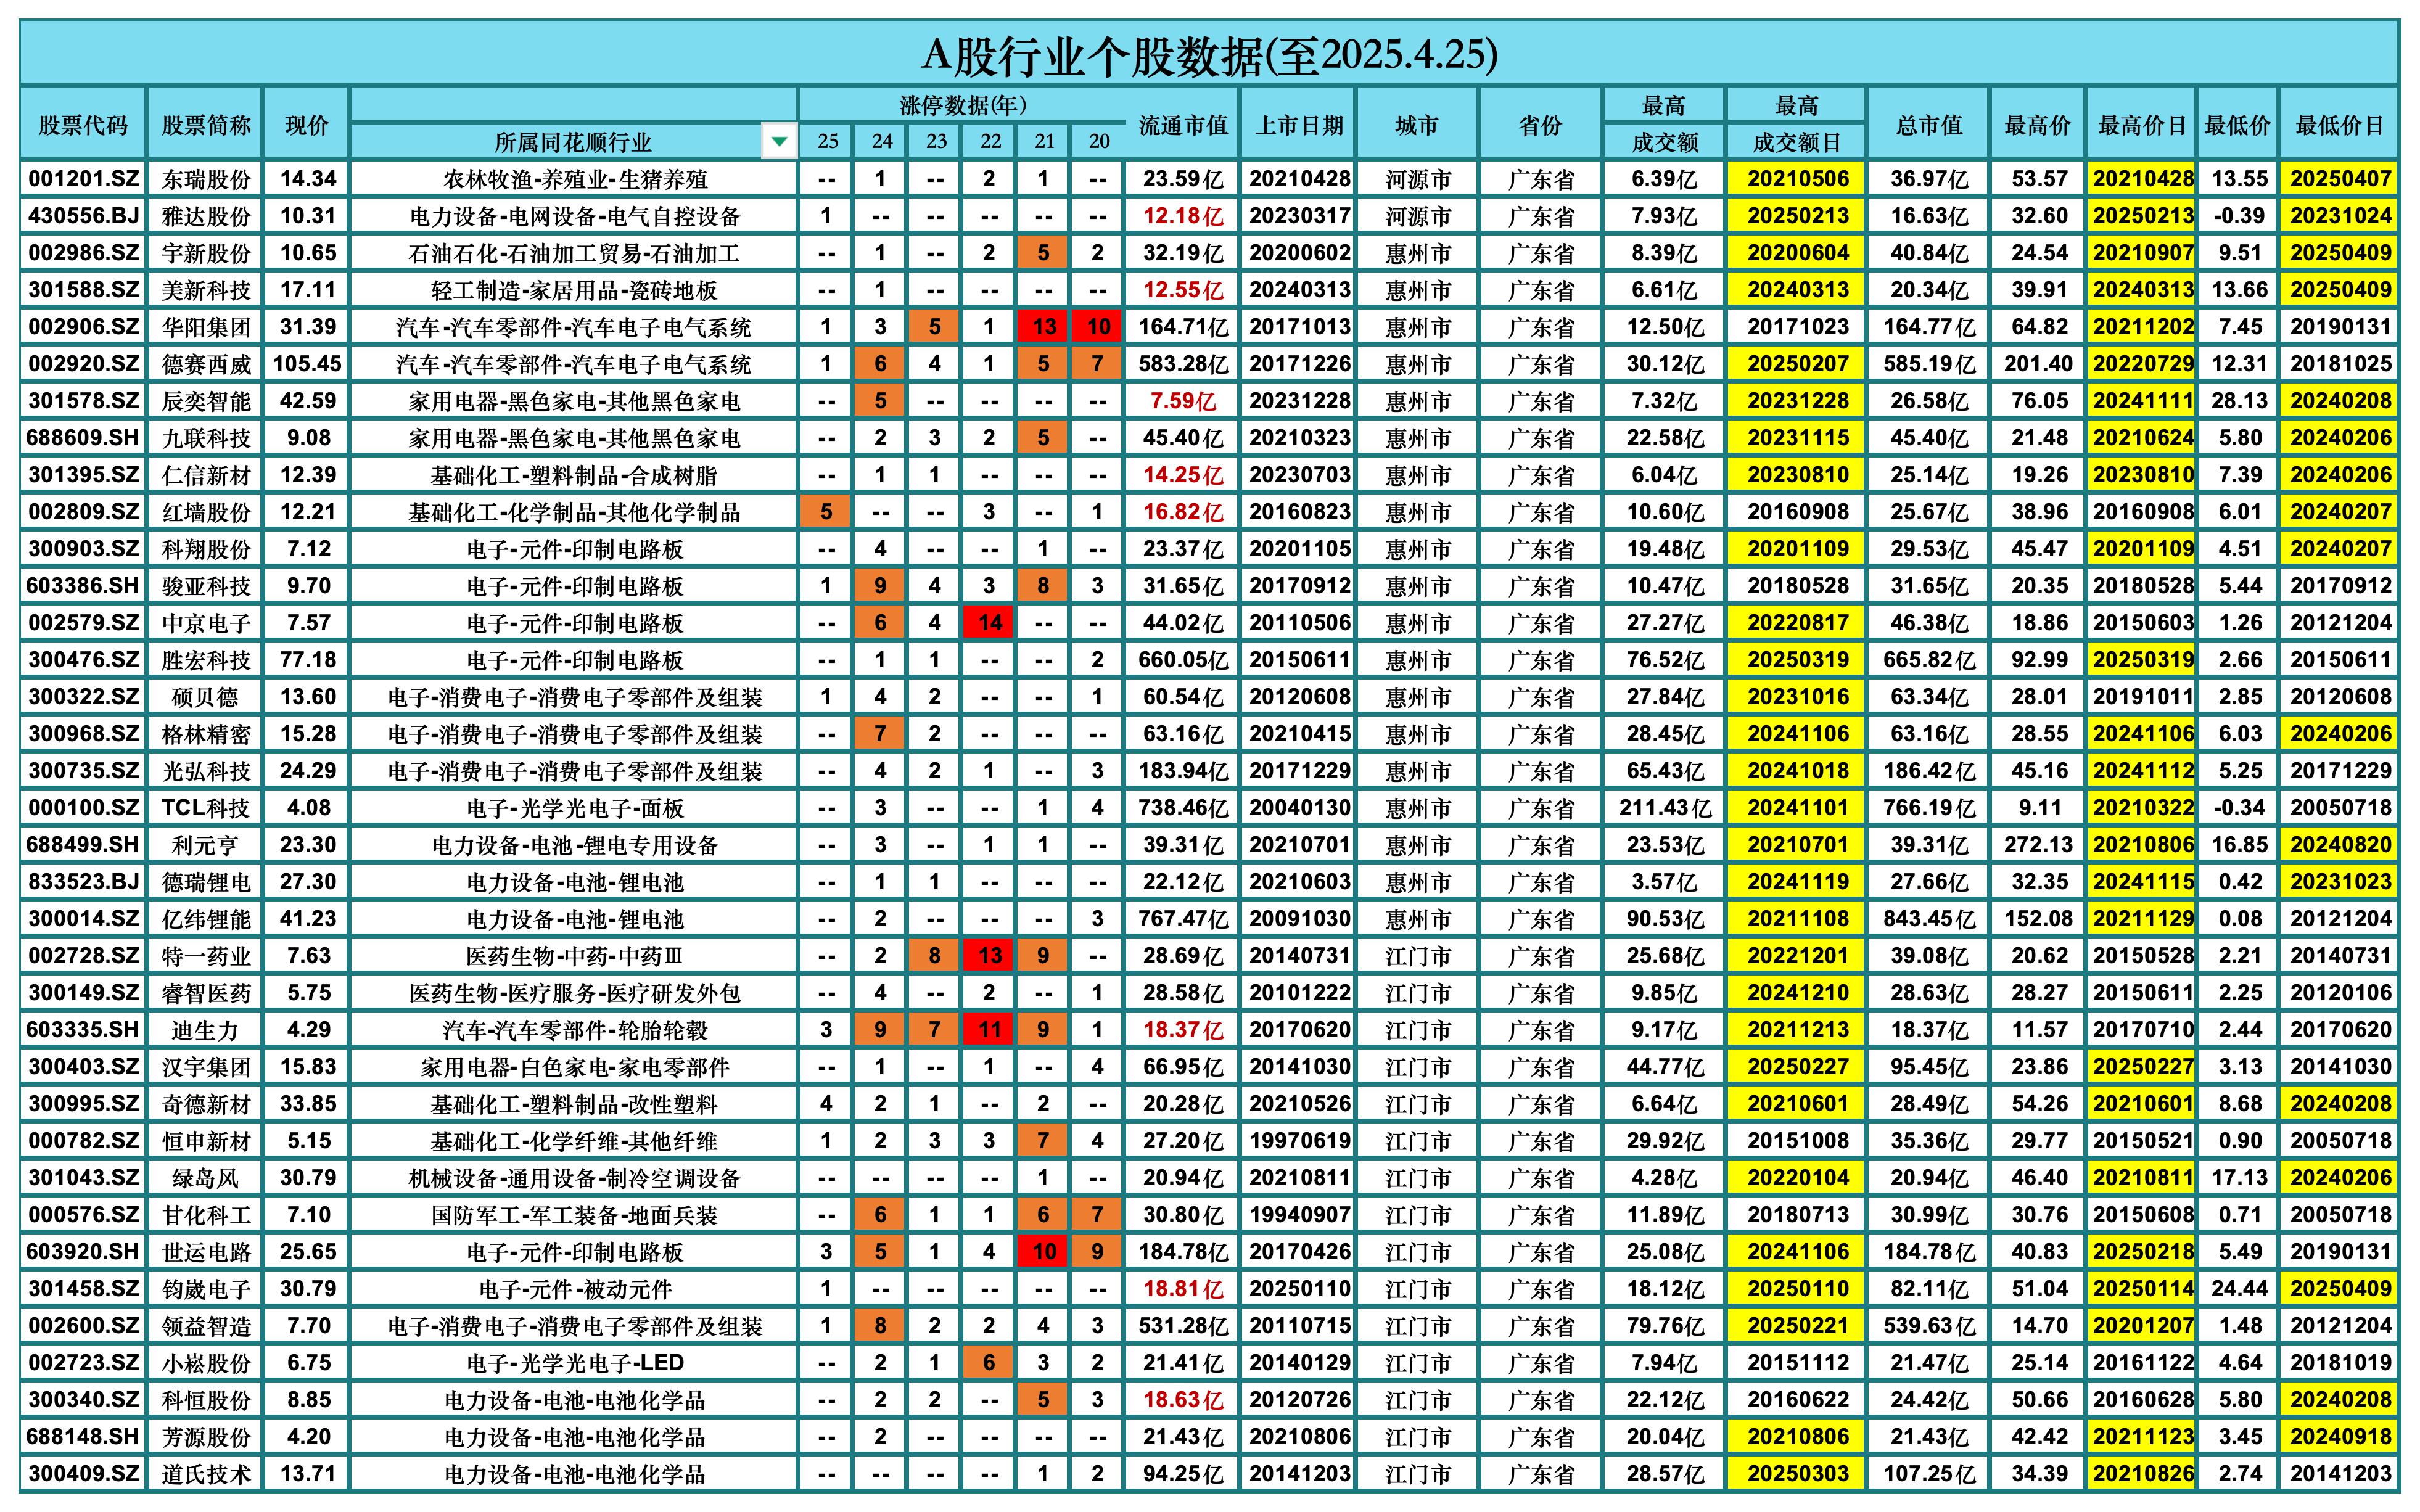 A股行业个股数据(至2025.4.25)
股票代码 股票简称 现价 所属同花顺行业 涨停数据(年) 25 24 23 22 21 20 流通市值 上市日期 城市 省份 最高成交额 最高成交额日 总市值 最高价 最高价日 最低价 最低价日
001201.SZ 东瑞股份 14.34 农林牧渔-养殖业-生猪养殖 -- 1 -- 2 1 -- 23.59亿 20210428 河源市 广东省 6.39亿 20210506 36.97亿 53.57 20210428 13.55 20250407
430556.BJ 雅达股份 10.31 电力设备-电网设备-电气自控设备 1 -- -- -- -- -- 12.18亿 20230317 河源市 广东省 7.93亿 20250213 16.63亿 32.60 20250213 -0.39 20231024
002986.SZ 宇新股份 10.65 石油石化-石油加工贸易-石油加工 -- 1 -- 2 5 2 32.19亿 20200602 惠州市 广东省 8.39亿 20200604 40.84亿 24.54 20210907 9.51 20250409
301588.SZ 美新科技 17.11 轻工制造-家居用品-瓷砖地板 -- 1 -- -- -- -- 12.55亿 20240313 惠州市 广东省 6.61亿 20240313 20.34亿 39.91 20240313 13.66 20250409
002906.SZ 华阳集团 31.39 汽车-汽车零部件-汽车电子电气系统 1 3 5 1 13 10 164.71亿 20171013 惠州市 广东省 12.50亿 20171023 164.77亿 64.82 20211202 7.45 20190131
002920.SZ 德赛西威 105.45 汽车-汽车零部件-汽车电子电气系统 1 6 4 1 5 7 583.28亿 20171226 惠州市 广东省 30.12亿 20250207 585.19亿 201.40 20220729 12.31 20181025
301578.SZ 辰奕智能 42.59 家用电器-黑色家电-其他黑色家电 -- 5 -- -- -- -- 7.59亿 20231228 惠州市 广东省 7.32亿 20231228 26.58亿 76.05 20241111 28.13 20240208
688609.SH 九联科技 9.08 家用电器-黑色家电-其他黑色家电 -- 2 3 2 5 -- 45.40亿 20210323 惠州市 广东省 22.58亿 20231115 45.40亿 21.48 20210624 5.80 20240206
301395.SZ 仁信新材 12.39 基础化工-塑料制品-合成树脂 -- 1 1 -- -- -- 14.25亿 20230703 惠州市 广东省 6.04亿 20230810 25.14亿 19.26 20230810 7.39 20240206
002809.SZ 红墙股份 12.21 基础化工-化学制品-其他化学制品 5 -- -- 3 -- 1 16.82亿 20160823 惠州市 广东省 10.60亿 20160908 25.67亿 38.96 20160908 6.01 20240207
300903.SZ 科翔股份 7.12 电子-元件-印制电路板 -- 4 -- -- 1 -- 23.37亿 20201105 惠州市 广东省 19.48亿 20201109 29.53亿 45.47 20201109 4.51 20240207
603386.SH 骏亚科技 9.70 电子-元件-印制电路板 1 9 4 3 8 3 31.65亿 20170912 惠州市 广东省 10.47亿 20180528 31.65亿 20.35 20180528 5.44 20170912
002579.SZ 中京电子 7.57 电子-元件-印制电路板 -- 6 4 14 -- -- 44.02亿 20110506 惠州市 广东省 27.27亿 20220817 46.38亿 18.86 20150603 1.26 20121204
300476.SZ 胜宏科技 77.18 电子-元件-印制电路板 -- 1 1 -- -- 2 660.05亿 20150611 惠州市 广东省 76.52亿 20250319 665.82亿 92.99 20250319 2.66 20150611
300322.SZ 硕贝德 13.60 电子-消费电子-消费电子零部件及组装 1 4 2 -- -- 1 60.54亿 20120608 惠州市 广东省 27.84亿 20231016 63.34亿 28.01 20191011 2.85 20120608
300968.SZ 格林精密 15.28 电子-消费电子-消费电子零部件及组装 -- 7 2 -- -- -- 63.16亿 20210415 惠州市 广东省 28.45亿 20241106 63.16亿 28.55 20241106 6.03 20240206
300735.SZ 光弘科技 24.29 电子-消费电子-消费电子零部件及组装 -- 4 2 1 -- 3 183.94亿 20171229 惠州市 广东省 65.43亿 20241018 186.42亿 45.16 20241112 5.25 20171229
000100.SZ TCL科技 4.08 电子-光学光电子-面板 -- 3 -- -- 1 4 738.46亿 20040130 惠州市 广东省 211.43亿 20241101 766.19亿 9.11 20210322 -0.34 20050718
688499.SH 利元亨 23.30 电力设备-电池-锂电专用设备 -- 3 -- 1 1 -- 39.31亿 20210701 惠州市 广东省 23.53亿 20210701 39.31亿 272.13 20210806 16.85 20240820
833523.BJ 德瑞锂电 27.30 电力设备-电池-锂电池 -- 1 1 -- -- -- 22.12亿 20210603 惠州市 广东省 3.57亿 20241119 27.66亿 32.35 20241115 0.42 20231023
300014.SZ 亿纬锂能 41.23 电力设备-电池-锂电池 -- 2 -- -- -- 3 767.47亿 20091030 惠州市 广东省 90.53亿 20211108 843.45亿 152.08 20211129 0.08 20121204
002728.SZ 特一药业 7.63 医药生物-中药-中药Ⅲ -- 2 8 13 9 -- 28.69亿 20140731 江门市 广东省 25.68亿 20221201 39.08亿 20.62 20150528 2.21 20140731
300149.SZ 睿智医药 5.75 医药生物-医疗服务-医疗研发外包 -- 4 -- 2 -- 1 28.58亿 20101222 江门市 广东省 9.85亿 20241210 28.63亿 28.27 20150611 2.25 20120106
603335.SH 迪生力 4.29 汽车-汽车零部件-轮胎轮毂 3 9 7 11 9 1 18.37亿 20170620 江门市 广东省 9.17亿 20211213 18.37亿 11.57 20170710 2.44 20170620
300403.SZ 汉宇集团 15.83 家用电器-白色家电-家电零部件 -- 1 -- 1 -- 4 66.95亿 20141030 江门市 广东省 44.77亿 20250227 95.45亿 23.86 20250227 3.13 20141030
300995.SZ 奇德新材 33.85 基础化工-塑料制品-改性塑料 4 2 1 -- 2 -- 20.28亿 20210526 江门市 广东省 6.64亿 20210601 28.49亿 54.26 20210601 8.68 20240208
000782.SZ 恒申新材 5.15 基础化工-化学纤维-其他纤维 1 2 3 3 7 4 27.20亿 19970619 江门市 广东省 29.92亿 20151008 35.36亿 29.77 20150521 0.90 20050718
301043.SZ 绿岛风 30.79 机械设备-通用设备-制冷空调设备 -- -- -- -- 1 -- 20.94亿 20210811 江门市 广东省 4.28亿 20220104 20.94亿 46.40 20210811 17.13 20240206
000576.SZ 甘化科工 7.10 国防军工-军工装备-地面兵装 -- 6 1 1 6 7 30.80亿 19940907 江门市 广东省 11.89亿 20180713 30.99亿 30.76 20150608 0.71 20050718
603920.SH 世运电路 25.65 电子-元件-印制电路板 3 5 1 4 10 9 184.78亿 20170426 江门市 广东省 25.08亿 20241106 184.78亿 40.83 20250218 5.49 20190131
301458.SZ 钧崴电子 30.79 电子-元件-被动元件 1 -- -- -- -- -- 18.81亿 20250110 江门市 广东省 18.12亿 20250110 82.11亿 51.04 20250114 24.44 20250409
002600.SZ 领益智造 7.70 电子-消费电子-消费电子零部件及组装 1 8 2 2 4 3 531.28亿 20110715 江门市 广东省 79.76亿 20250221 539.63亿 14.70 20201207 1.48 20121204
002723.SZ 小崧股份 6.75 电子-光学光电子-LED -- 2 1 6 3 2 21.41亿 20140129 江门市 广东省 7.94亿 20151112 21.47亿 25.14 20161122 4.64 20181019
300340.SZ 科恒股份 8.85 电力设备-电池-电池化学品 -- 2 2 -- 5 3 18.63亿 20120726 江门市 广东省 22.12亿 20160622 24.42亿 50.66 20160628 5.80 20240208
688148.SH 芳源股份 4.20 电力设备-电池-电池化学品 -- 2 -- -- -- -- 21.43亿 20210806 江门市 广东省 20.04亿 20210806 21.43亿 42.42 20211123 3.45 20240918
300409.SZ 道氏技术 13.71 电力设备-电池-电池化学品 -- -- -- -- 1 2 94.25亿 20141203 江门市 广东省 28.57亿 20250303 107.25亿 34.39 20210826 2.74 20141203